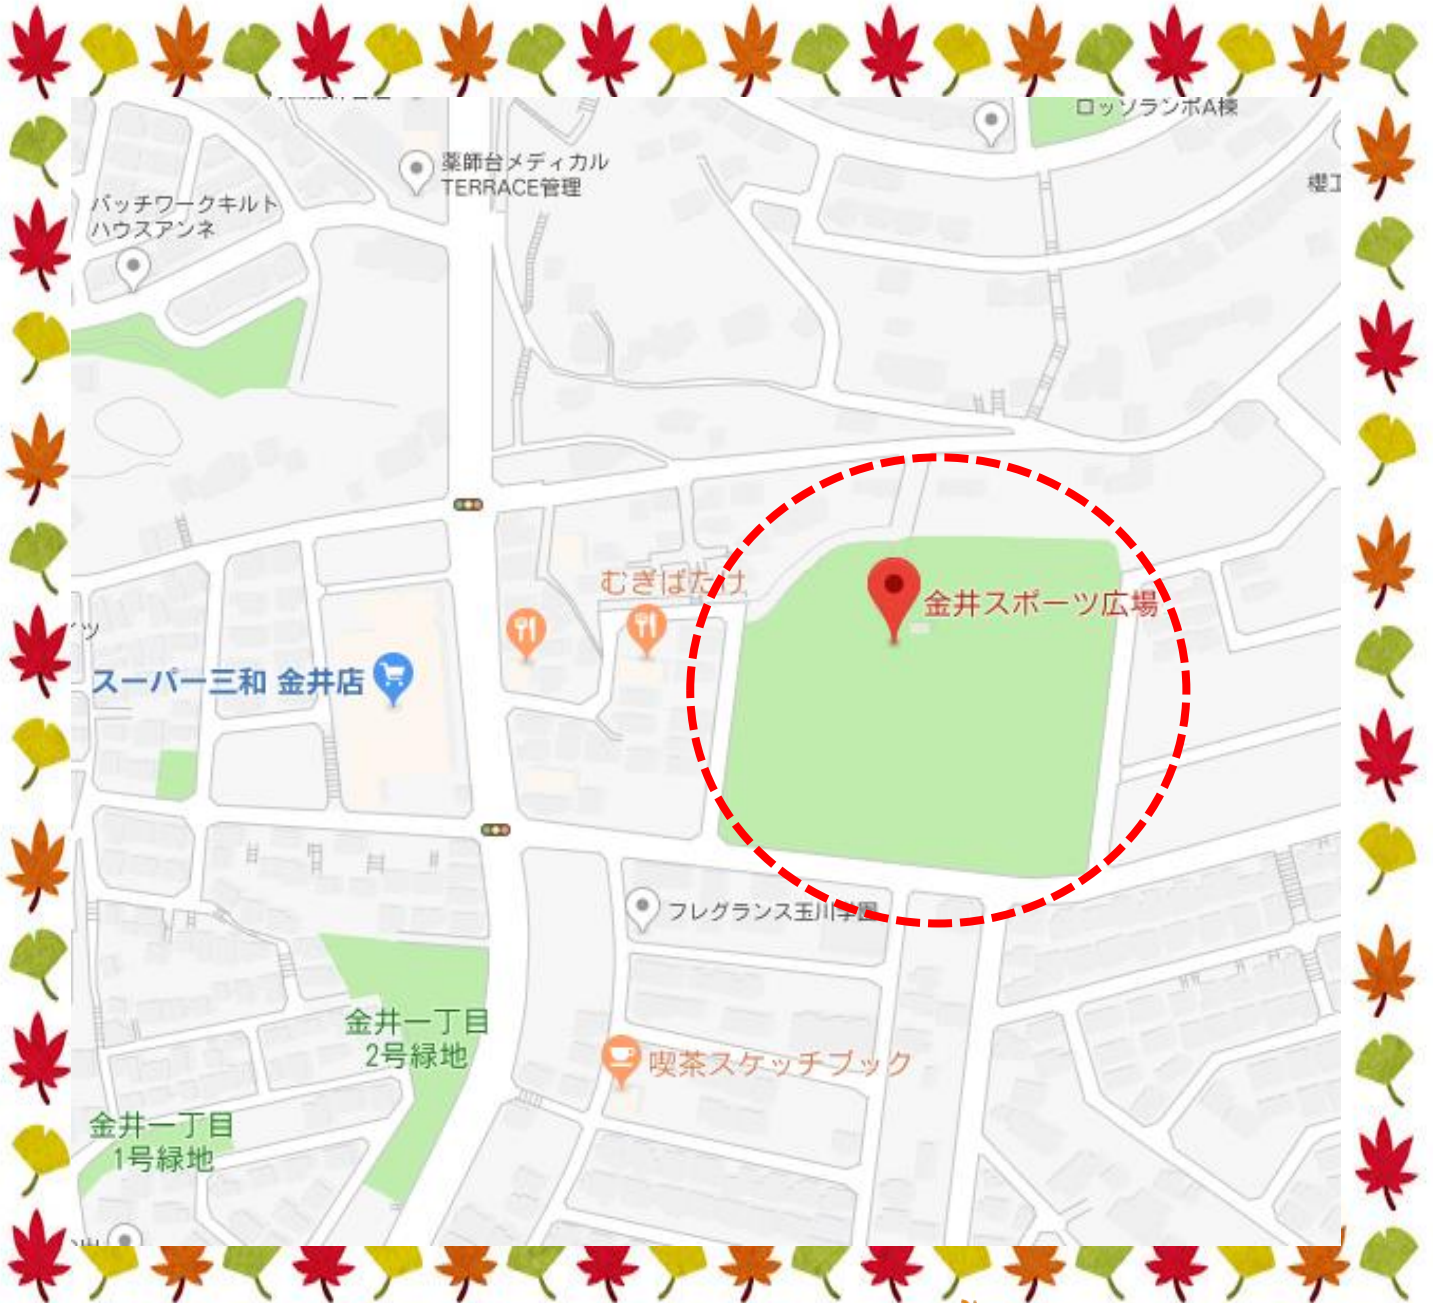 ロッソランポA棟
薬師台メディカル
TERRACE管理
パッチワークキルト
ハウスアンネ
むぎばたけ
金井スポーツ広場
スーパー三和 金井店
フレグランス玉川学園
金井一丁目
2号緑地
喫茶スケッチブック
金井一丁目
1号緑地